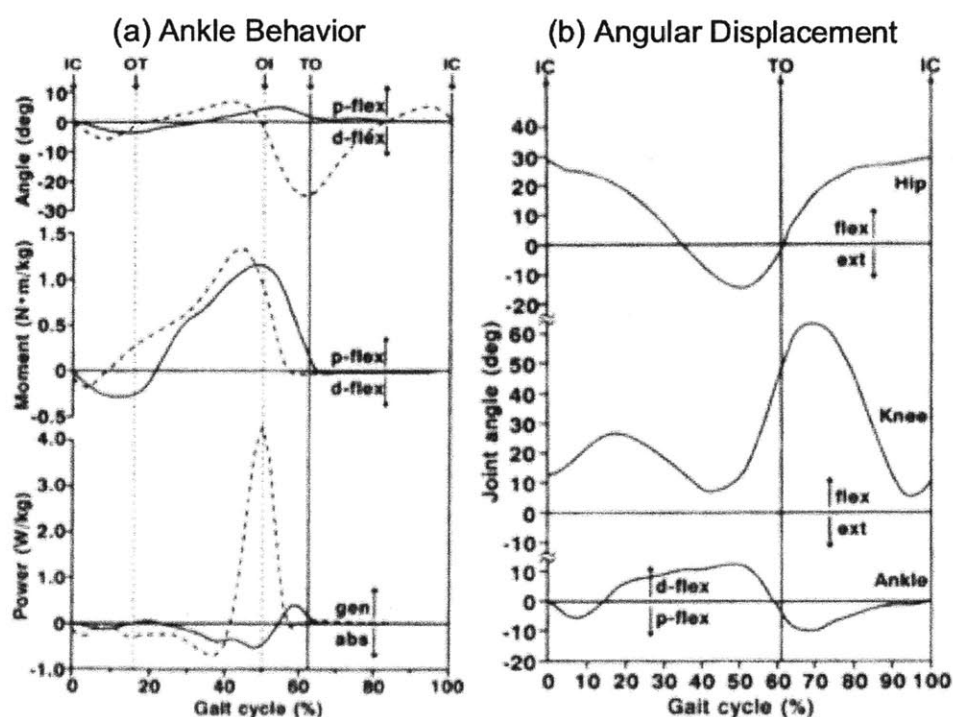 (a) Ankle Behavior
IC OT OI TO IC
10
0
-10
-20
-30
Angle (deg)
p-flex
d-flex
1.5
1.0
0.5
0
-0.5
Moment (N·m/kg)
p-flex
d-flex
4.0
3.0
2.0
1.0
0
-1.0
Power (W/kg)
gen
abs
0 20 40 60 80 100
Gait cycle (%)
(b) Angular Displacement
IC TO IC
40
30
20
10
0
-10
-20
Hip
flex
ext
60
50
40
30
20
10
0
-10
Joint angle (deg)
Knee
flex
ext
10
0
-10
-20
Ankle
d-flex
p-flex
0 10 20 30 40 50 60 70 80 90 100
Gait cycle (%)